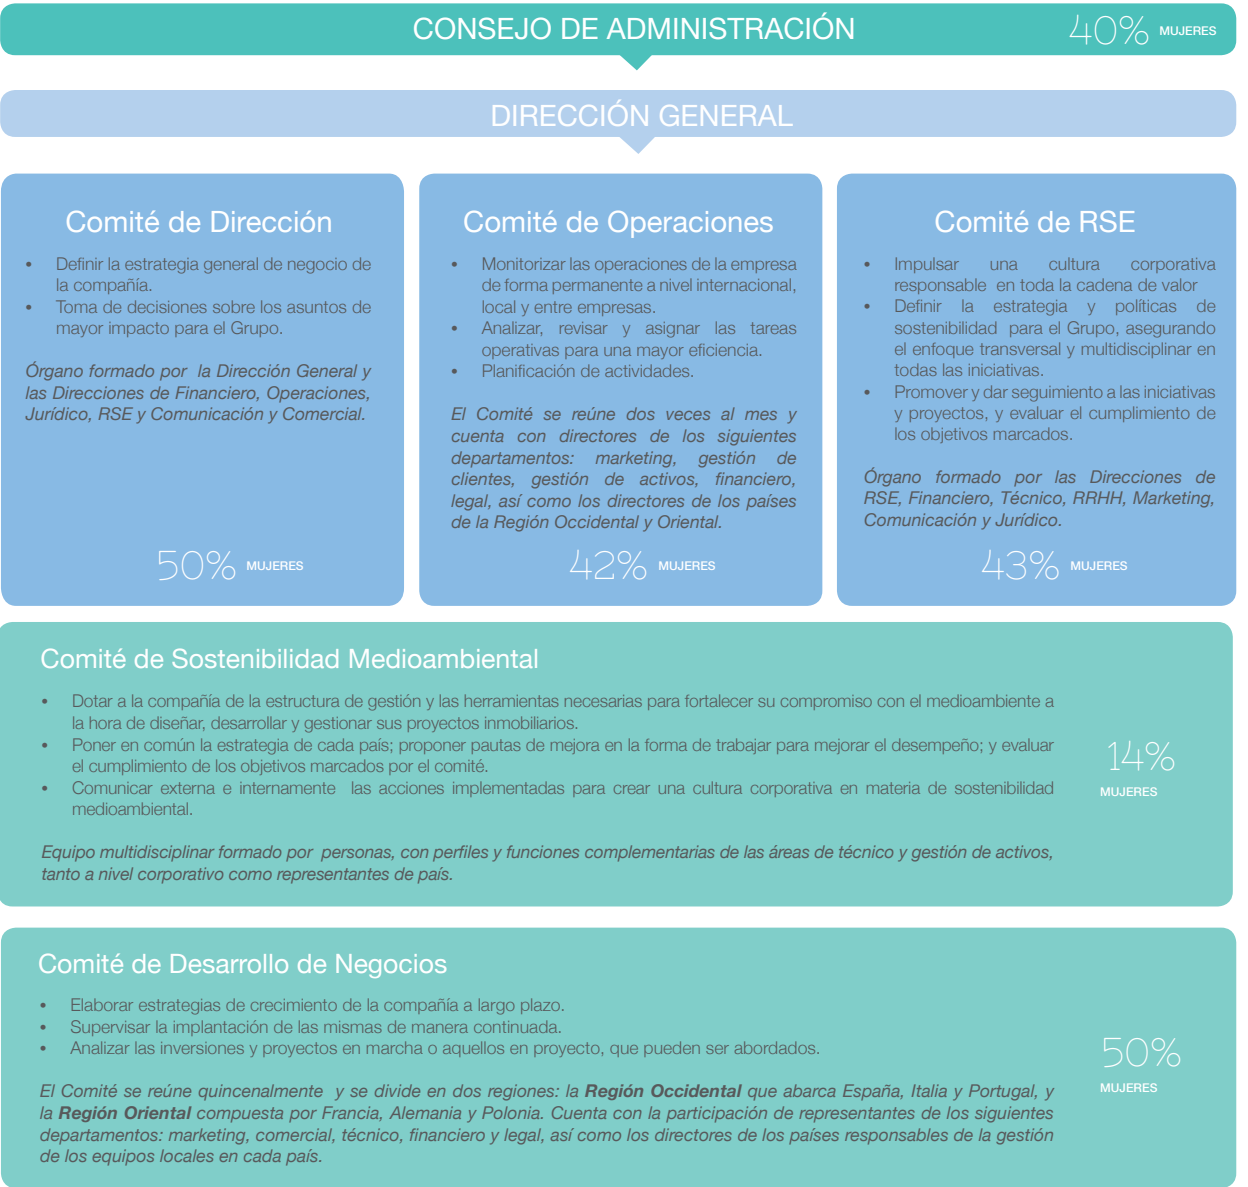 CONSEJO DE ADMINISTRACIÓN
40% MUJERES
DIRECCIÓN GENERAL
Comité de Dirección
• Definir la estrategia general de negocio de
la compañía.
• Toma de decisiones sobre los asuntos de
mayor impacto para el Grupo.
Órgano formado por la Dirección General y
las Direcciones de Financiero, Operaciones,
Jurídico, RSE y Comunicación y Comercial.
50% MUJERES
Comité de Operaciones
• Monitorizar las operaciones de la empresa
de forma permanente a nivel internacional,
local y entre empresas.
• Analizar, revisar y asignar las tareas
operativas para una mayor eficiencia.
• Planificación de actividades.
El Comité se reúne dos veces al mes y
cuenta con directores de los siguientes
departamentos: marketing, gestión de
clientes, gestión de activos, financiero,
legal, así como los directores de los países
de la Región Occidental y Oriental.
42% MUJERES
Comité de RSE
• Impulsar una cultura corporativa
responsable en toda la cadena de valor
• Definir la estrategia y políticas de
sostenibilidad para el Grupo, asegurando
el enfoque transversal y multidisciplinar en
todas las iniciativas.
• Promover y dar seguimiento a las iniciativas
y proyectos, y evaluar el cumplimiento de
los objetivos marcados.
Órgano formado por las Direcciones de
RSE, Financiero, Técnico, RRHH, Marketing,
Comunicación y Jurídico.
43% MUJERES
Comité de Sostenibilidad Medioambiental
• Dotar a la compañía de la estructura de gestión y las herramientas necesarias para fortalecer su compromiso con el medioambiente a
la hora de diseñar, desarrollar y gestionar sus proyectos inmobiliarios.
• Poner en común la estrategia de cada país; proponer pautas de mejora en la forma de trabajar para mejorar el desempeño; y evaluar
el cumplimiento de los objetivos marcados por el comité.
• Comunicar externa e internamente las acciones implementadas para crear una cultura corporativa en materia de sostenibilidad
medioambiental.
Equipo multidisciplinar formado por personas, con perfiles y funciones complementarias de las áreas de técnico y gestión de activos,
tanto a nivel corporativo como representantes de país.
14%
MUJERES
Comité de Desarrollo de Negocios
• Elaborar estrategias de crecimiento de la compañía a largo plazo.
• Supervisar la implantación de las mismas de manera continuada.
• Analizar las inversiones y proyectos en marcha o aquellos en proyecto, que pueden ser abordados.
El Comité se reúne quincenalmente y se divide en dos regiones: la Región Occidental que abarca España, Italia y Portugal, y
la Región Oriental compuesta por Francia, Alemania y Polonia. Cuenta con la participación de representantes de los siguientes
departamentos: marketing, comercial, técnico, financiero y legal, así como los directores de los países responsables de la gestión
de los equipos locales en cada país.
50%
MUJERES